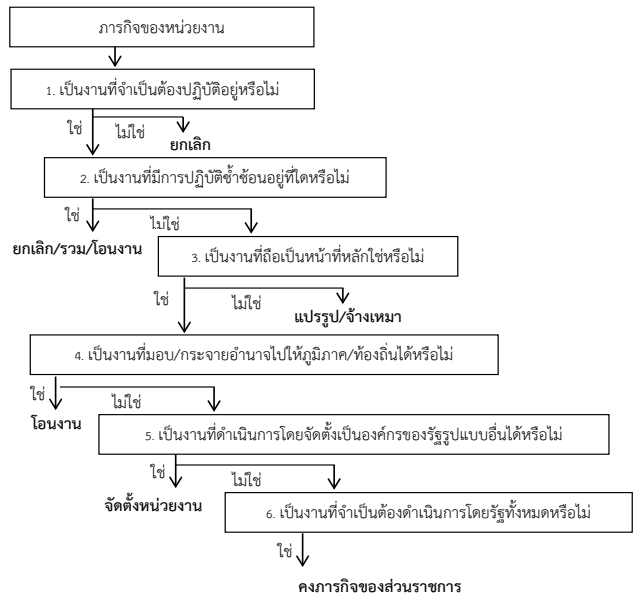 ภารกิจของหน่วยงาน
1. เป็นงานที่จำเป็นต้องปฏิบัติอยู่หรือไม่
ใช่
ไม่ใช่
ยกเลิก
2. เป็นงานที่มีการปฏิบัติซ้ำซ้อนอยู่ที่ใดหรือไม่
ใช่
ไม่ใช่
ยกเลิก/รวม/โอนงาน
3. เป็นงานที่ถือเป็นหน้าที่หลักใช่หรือไม่
ใช่
ไม่ใช่
แปรรูป/จ้างเหมา
4. เป็นงานที่มอบ/กระจายอำนาจไปให้ภูมิภาค/ท้องถิ่นได้หรือไม่
ใช่
ไม่ใช่
โอนงาน
5. เป็นงานที่ดำเนินการโดยจัดตั้งเป็นองค์กรของรัฐรูปแบบอื่นได้หรือไม่
ใช่
ไม่ใช่
จัดตั้งหน่วยงาน
6. เป็นงานที่จำเป็นต้องดำเนินการโดยรัฐทั้งหมดหรือไม่
ใช่
คงภารกิจของส่วนราชการ